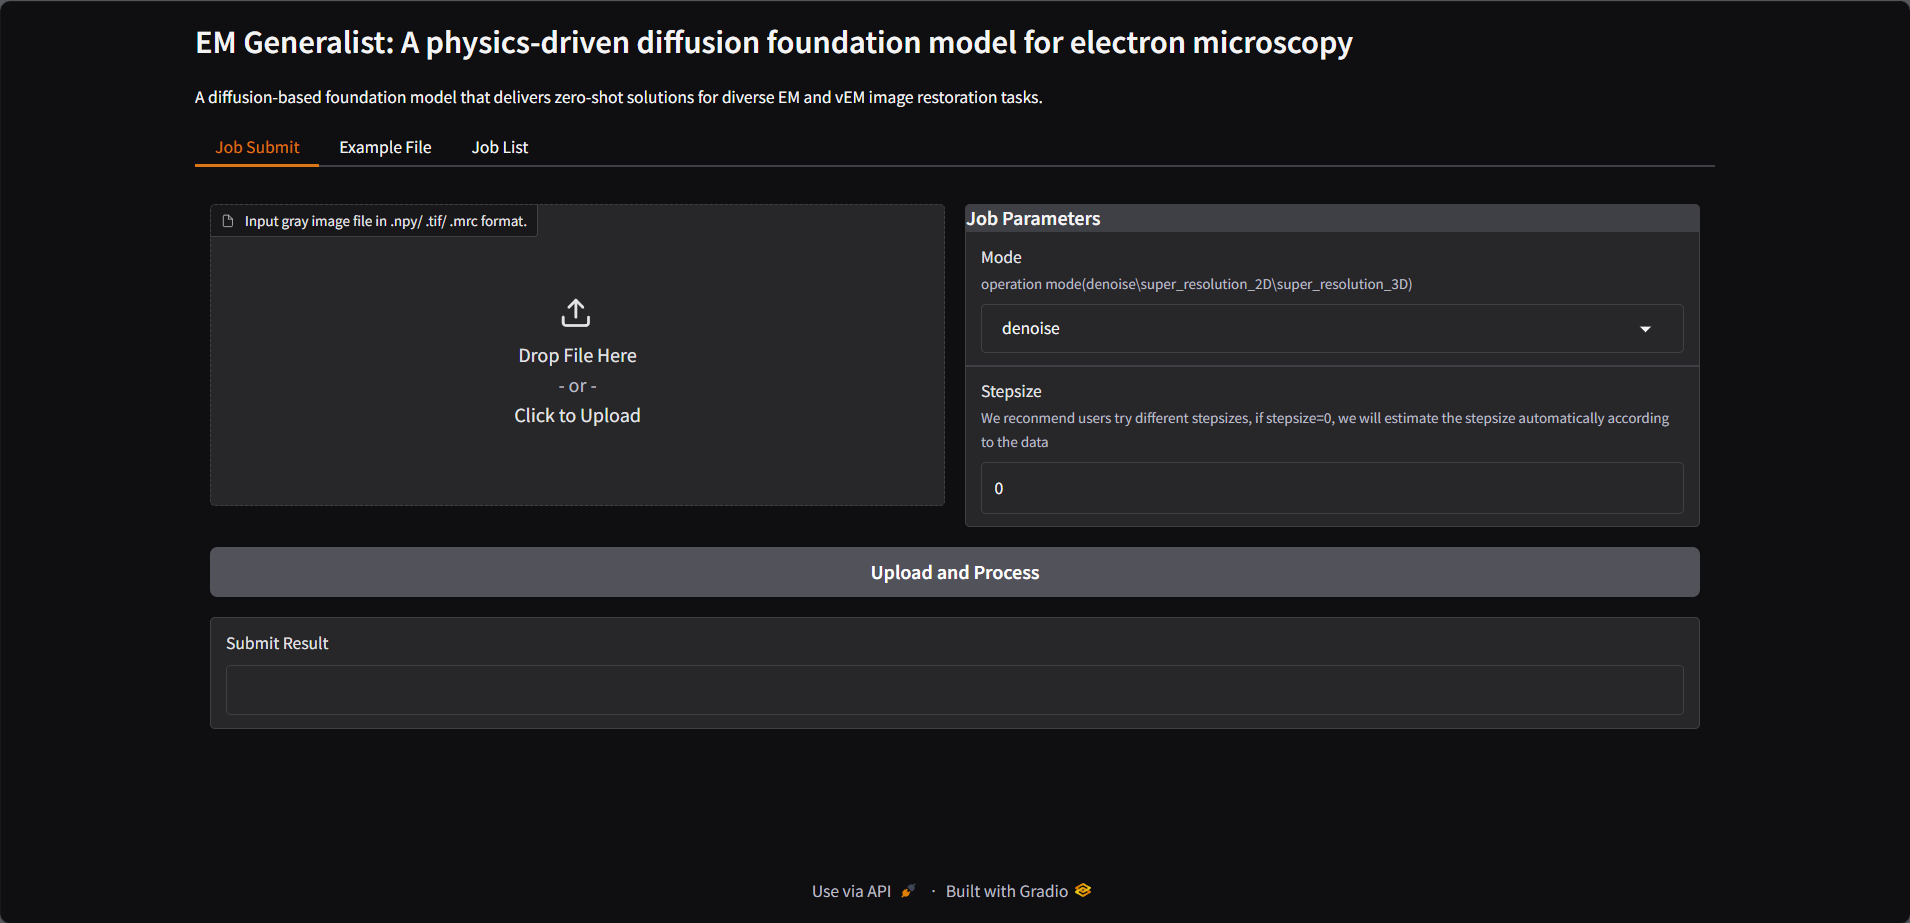 EM Generalist: A physics-driven diffusion foundation model for electron microscopy
A diffusion-based foundation model that delivers zero-shot solutions for diverse EM and vEM image restoration tasks.
Job Submit
Example File
Job List
Input gray image file in .npy/ .tif/ .mrc format.
Drop File Here
- or -
Click to Upload
Job Parameters
Mode
operation mode(denoise\super_resolution_2D\super_resolution_3D)
denoise
Stepsize
We recommend users try different stepsizes, if stepsize=0, we will estimate the stepsize automatically according
to the data
0
Upload and Process
Submit Result
Use via API · Built with Gradio